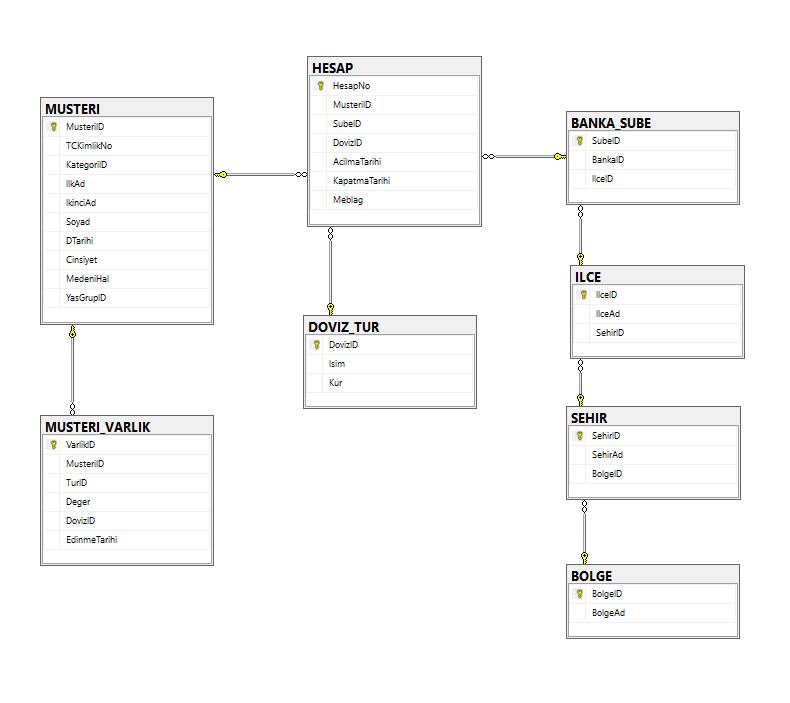 HESAP
HesapNo
MusteriID
SubeID
DovizID
AcilmaTarihi
KapatmaTarihi
Meblag
MUSTERI
MusteriID
TCKimlikNo
KategoriID
IlkAd
IkinciAd
Soyad
DTarihi
Cinsiyet
MedeniHal
YasGrupID
BANKA_SUBE
SubeID
BankaID
IlceID
ILCE
IlceID
IlceAd
SehirID
DOVIZ_TUR
DovizID
Isim
Kur
SEHIR
SehirID
SehirAd
BolgeID
MUSTERI_VARLIK
VarlikID
MusteriID
TurID
Deger
DovizID
EdinmeTarihi
BOLGE
BolgeID
BolgeAd